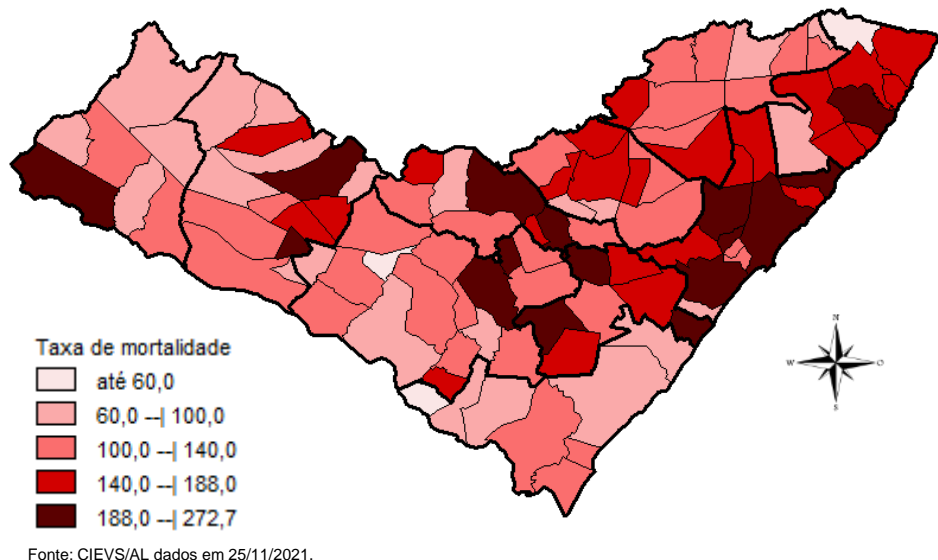 N
W
O
S
Taxa de mortalidade
até 60,0
60,0 --| 100,0
100,0 --| 140,0
140,0 --| 188,0
188,0 --| 272,7
Fonte: CIEVS/AL dados em 25/11/2021.